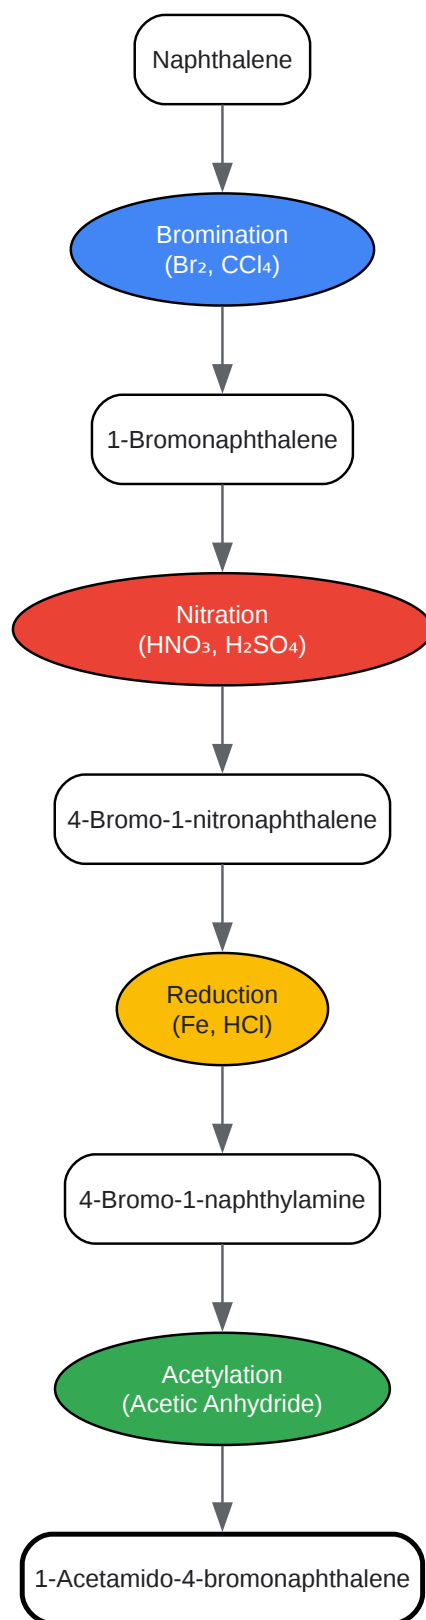 Naphthalene
Bromination
(Br₂, CCl₄)
1-Bromonaphthalene
Nitration
(HNO₃, H₂SO₄)
4-Bromo-1-nitronaphthalene
Reduction
(Fe, HCl)
4-Bromo-1-naphthylamine
Acetylation
(Acetic Anhydride)
1-Acetamido-4-bromonaphthalene